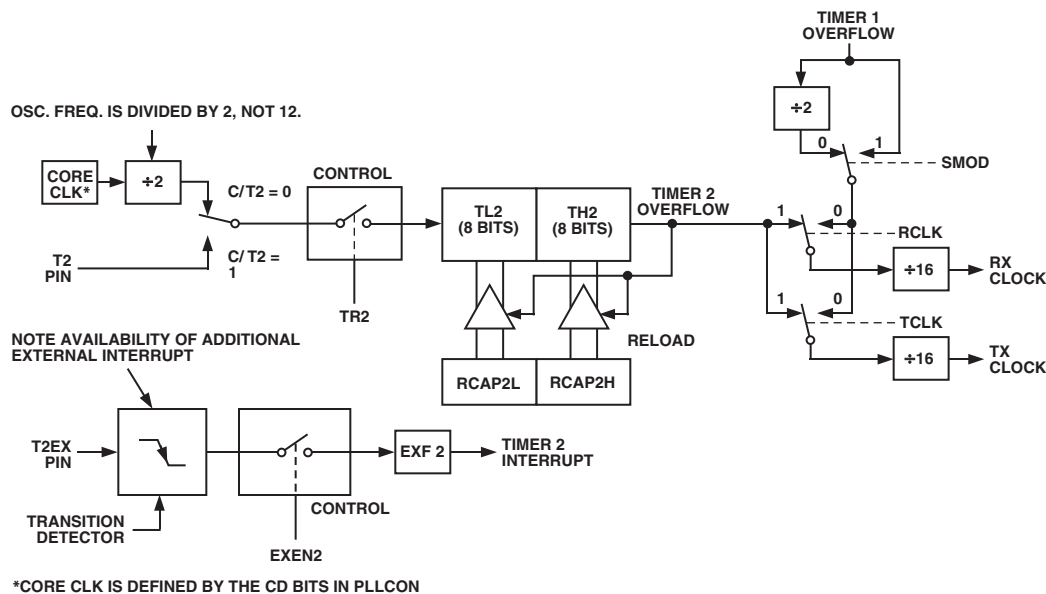 TIMER 1
OVERFLOW
OSC. FREQ. IS DIVIDED BY 2, NOT 12.
÷2
0
1
SMOD
CORE
CLK*
÷2
C/T2 = 0
CONTROL
TL2
(8 BITS)
TH2
(8 BITS)
TIMER 2
OVERFLOW
1
0
RCLK
T2
PIN
C/ T2 =
1
TR2
÷16
RX
CLOCK
1
0
TCLK
RELOAD
÷16
TX
CLOCK
NOTE AVAILABILITY OF ADDITIONAL
EXTERNAL INTERRUPT
RCAP2L
RCAP2H
T2EX
PIN
EXF 2
TIMER 2
INTERRUPT
CONTROL
TRANSITION
DETECTOR
EXEN2
*CORE CLK IS DEFINED BY THE CD BITS IN PLLCON